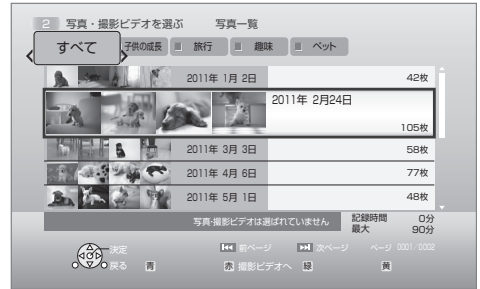 2 写真・撮影ビデオを選ぶ 写真一覧
すべて 子供の成長 旅行 趣味 ペット
2011年 1月 2日 42枚
2011年 2月24日
105枚
2011年 3月 3日 58枚
2011年 4月 6日 77枚
2011年 5月 1日 48枚
写真・撮影ビデオは選ばれていません 記録時間 0分
最大 90分
決定 前ページ 次ページ ページ 0001/0002
戻る 青 赤 撮影ビデオへ 緑 黄